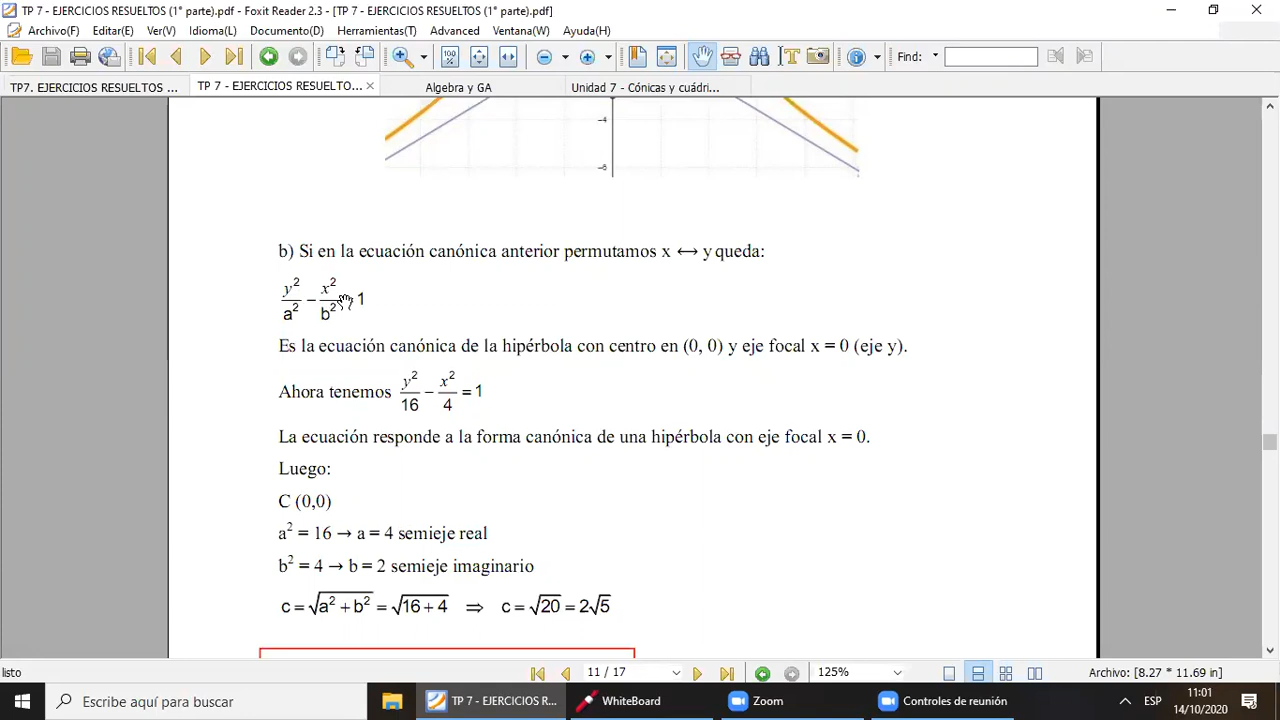 TP 7 - EJERCICIOS RESUELTOS (1° parte).pdf - Foxit Reader 2.3 - [TP 7 - EJERCICIOS RESUELTOS (1° parte).pdf]
Archivo(F) Editar(E) Ver(V) Idioma(L) Documento(D) Herramientas(T) Advanced Ventana(W) Ayuda(H)
Find:
TP7. EJERCICIOS RESUELTOS ... TP 7 - EJERCICIOS RESUELTO... Algebra y GA Unidad 7 - Cónicas y cuádri...
-4
b) Si en la ecuación canónica anterior permutamos x ↔ y queda:
y²/a² − x²/b² 1
Es la ecuación canónica de la hipérbola con centro en (0, 0) y eje focal x = 0 (eje y).
Ahora tenemos y²/16 − x²/4 = 1
La ecuación responde a la forma canónica de una hipérbola con eje focal x = 0.
Luego:
C (0,0)
a² = 16 → a = 4 semieje real
b² = 4 → b = 2 semieje imaginario
c = √(a² + b²) = √(16 + 4) ⇒ c = √20 = 2√5
listo 11 / 17 125% Archivo: [8.27 * 11.69 in]
Escribe aquí para buscar TP 7 - EJERCICIOS R... WhiteBoard Zoom Controles de reunión ESP 11:01
14/10/2020